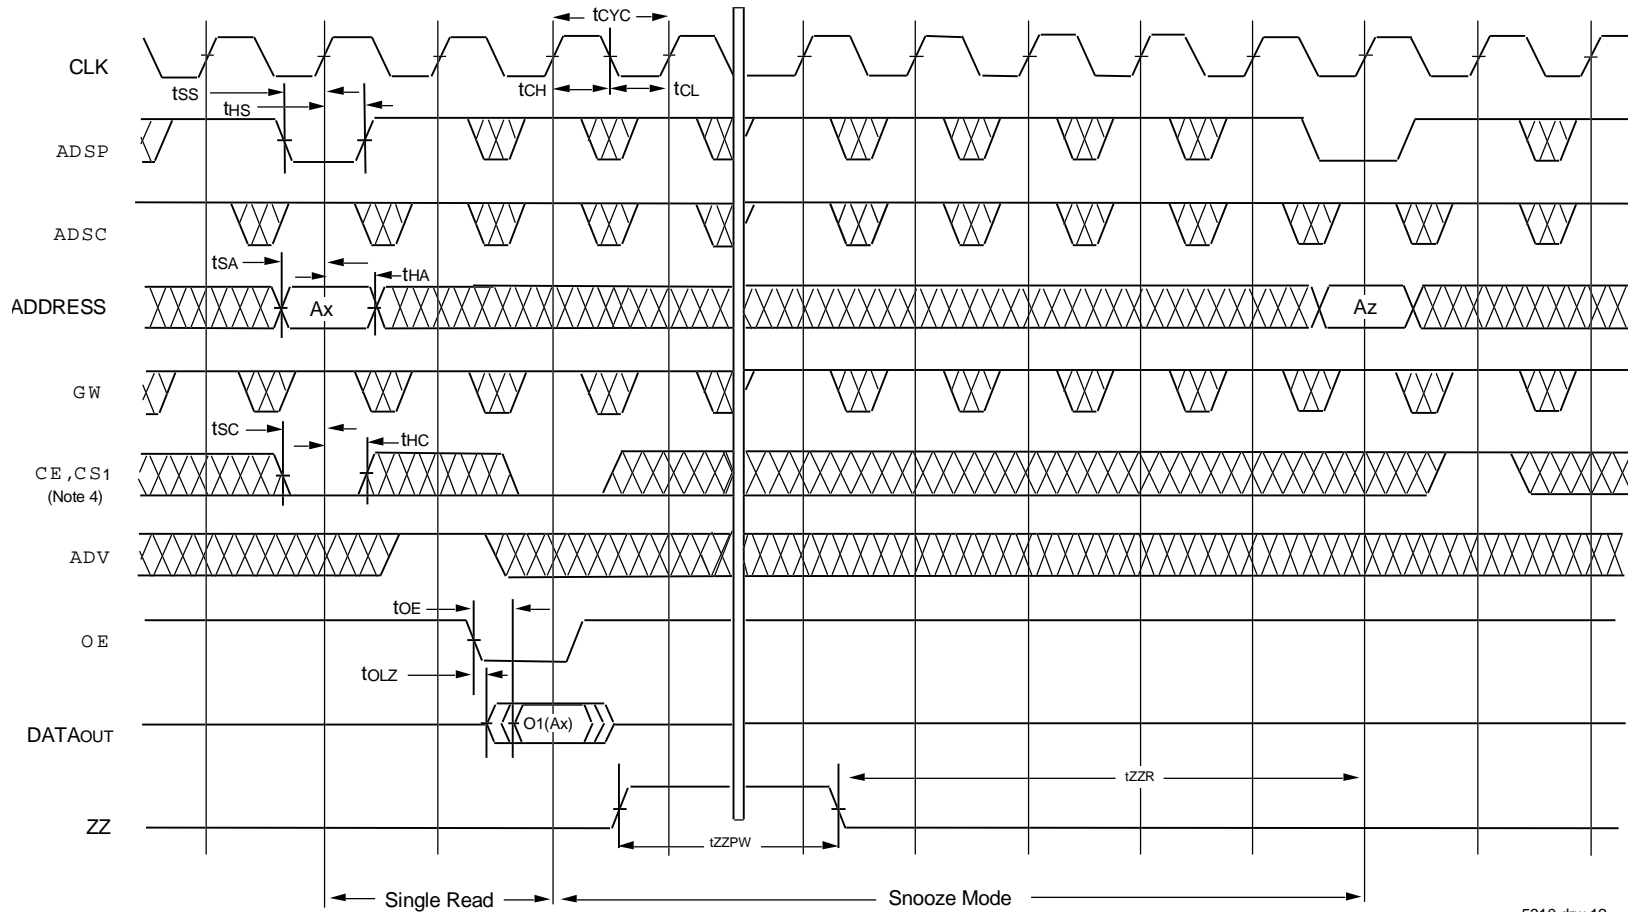 tCYC
CLK
tSS
tCH
tCL
tHS
ADSP
ADSC
tSA
tHA
ADDRESS
Ax
Az
GW
tSC
tHC
CE,CS1
(Note 4)
ADV
tOE
OE
tOLZ
O1(Ax)
DATAOUT
tZZR
ZZ
tZZPW
Single Read
Snooze Mode